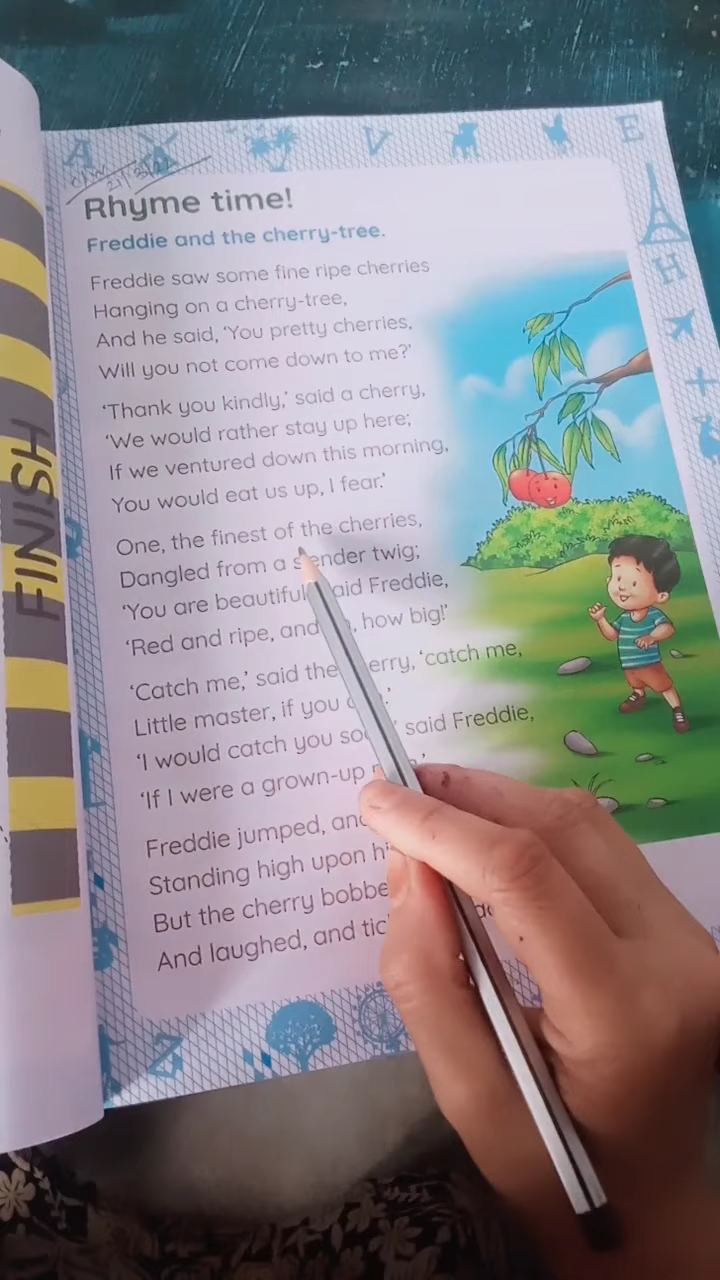 A
V
E
C.W
Rhyme time!
Freddie and the cherry-tree.
Freddie saw some fine ripe cherries
Hanging on a cherry-tree,
And he said, ‘You pretty cherries,
Will you not come down to me?’
‘Thank you kindly,’ said a cherry,
‘We would rather stay up here;
If we ventured down this morning,
You would eat us up, I fear.’
One, the finest of the cherries,
Dangled from a slender twig;
‘You are beautiful,’ said Freddie,
‘Red and ripe, and, how big!’
‘Catch me,’ said the cherry, ‘catch me,
Little master, if you
‘I would catch you said Freddie,
‘If I were a grown-up
Freddie jumped, and
Standing high upon
But the cherry
And laughed, and
FINISH
H
Z